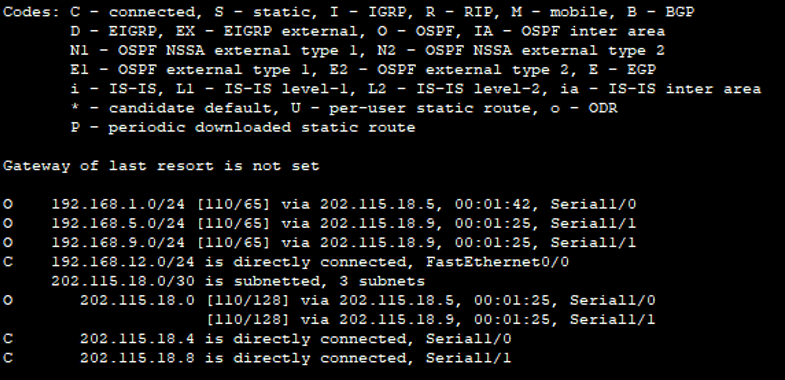 Codes: C - connected, S - static, I - IGRP, R - RIP, M - mobile, B - BGP
D - EIGRP, EX - EIGRP external, O - OSPF, IA - OSPF inter area
N1 - OSPF NSSA external type 1, N2 - OSPF NSSA external type 2
E1 - OSPF external type 1, E2 - OSPF external type 2, E - EGP
i - IS-IS, L1 - IS-IS level-1, L2 - IS-IS level-2, ia - IS-IS inter area
* - candidate default, U - per-user static route, o - ODR
P - periodic downloaded static route
Gateway of last resort is not set
O 192.168.1.0/24 [110/65] via 202.115.18.5, 00:01:42, Serial1/0
O 192.168.5.0/24 [110/65] via 202.115.18.9, 00:01:25, Serial1/1
O 192.168.9.0/24 [110/65] via 202.115.18.9, 00:01:25, Serial1/1
C 192.168.12.0/24 is directly connected, FastEthernet0/0
202.115.18.0/30 is subnetted, 3 subnets
O 202.115.18.0 [110/128] via 202.115.18.5, 00:01:25, Serial1/0
[110/128] via 202.115.18.9, 00:01:25, Serial1/1
C 202.115.18.4 is directly connected, Serial1/0
C 202.115.18.8 is directly connected, Serial1/1